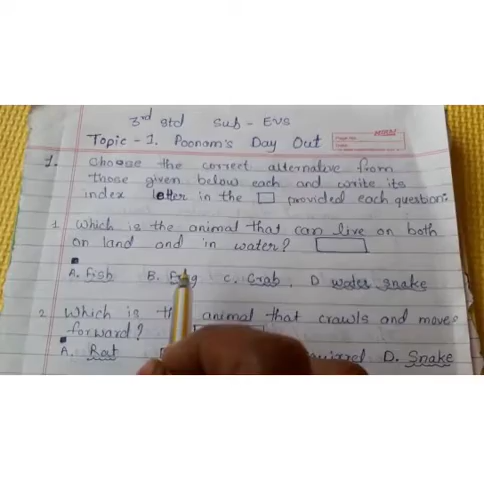 3rd std Sub - EVS
Topic - 1. Poonam's Day Out
1. Choose the correct alternative from
those given below each and write its
index letter in the □ provided each question:
1 Which is the animal that can live on both
on land and in water?
A. Fish B. Frog C. Crab. D water snake
2 Which is the animal that crawls and moves
forward?
A. Rat D. Snake